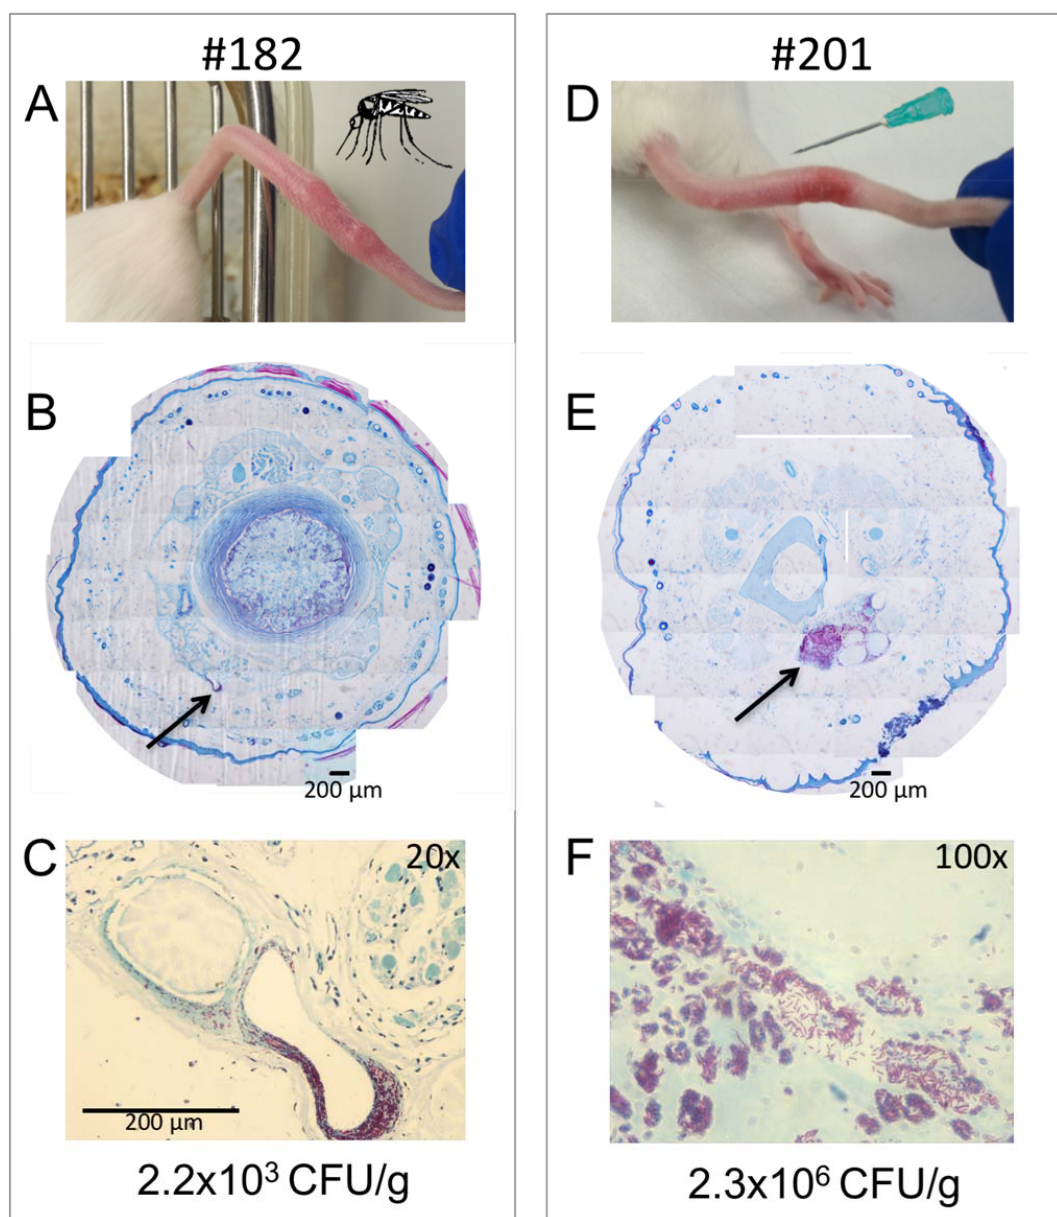 #182
A
B
200 µm
C
20x
200 µm
2.2x10³ CFU/g
#201
D
E
200 µm
F
100x
2.3x10⁶ CFU/g